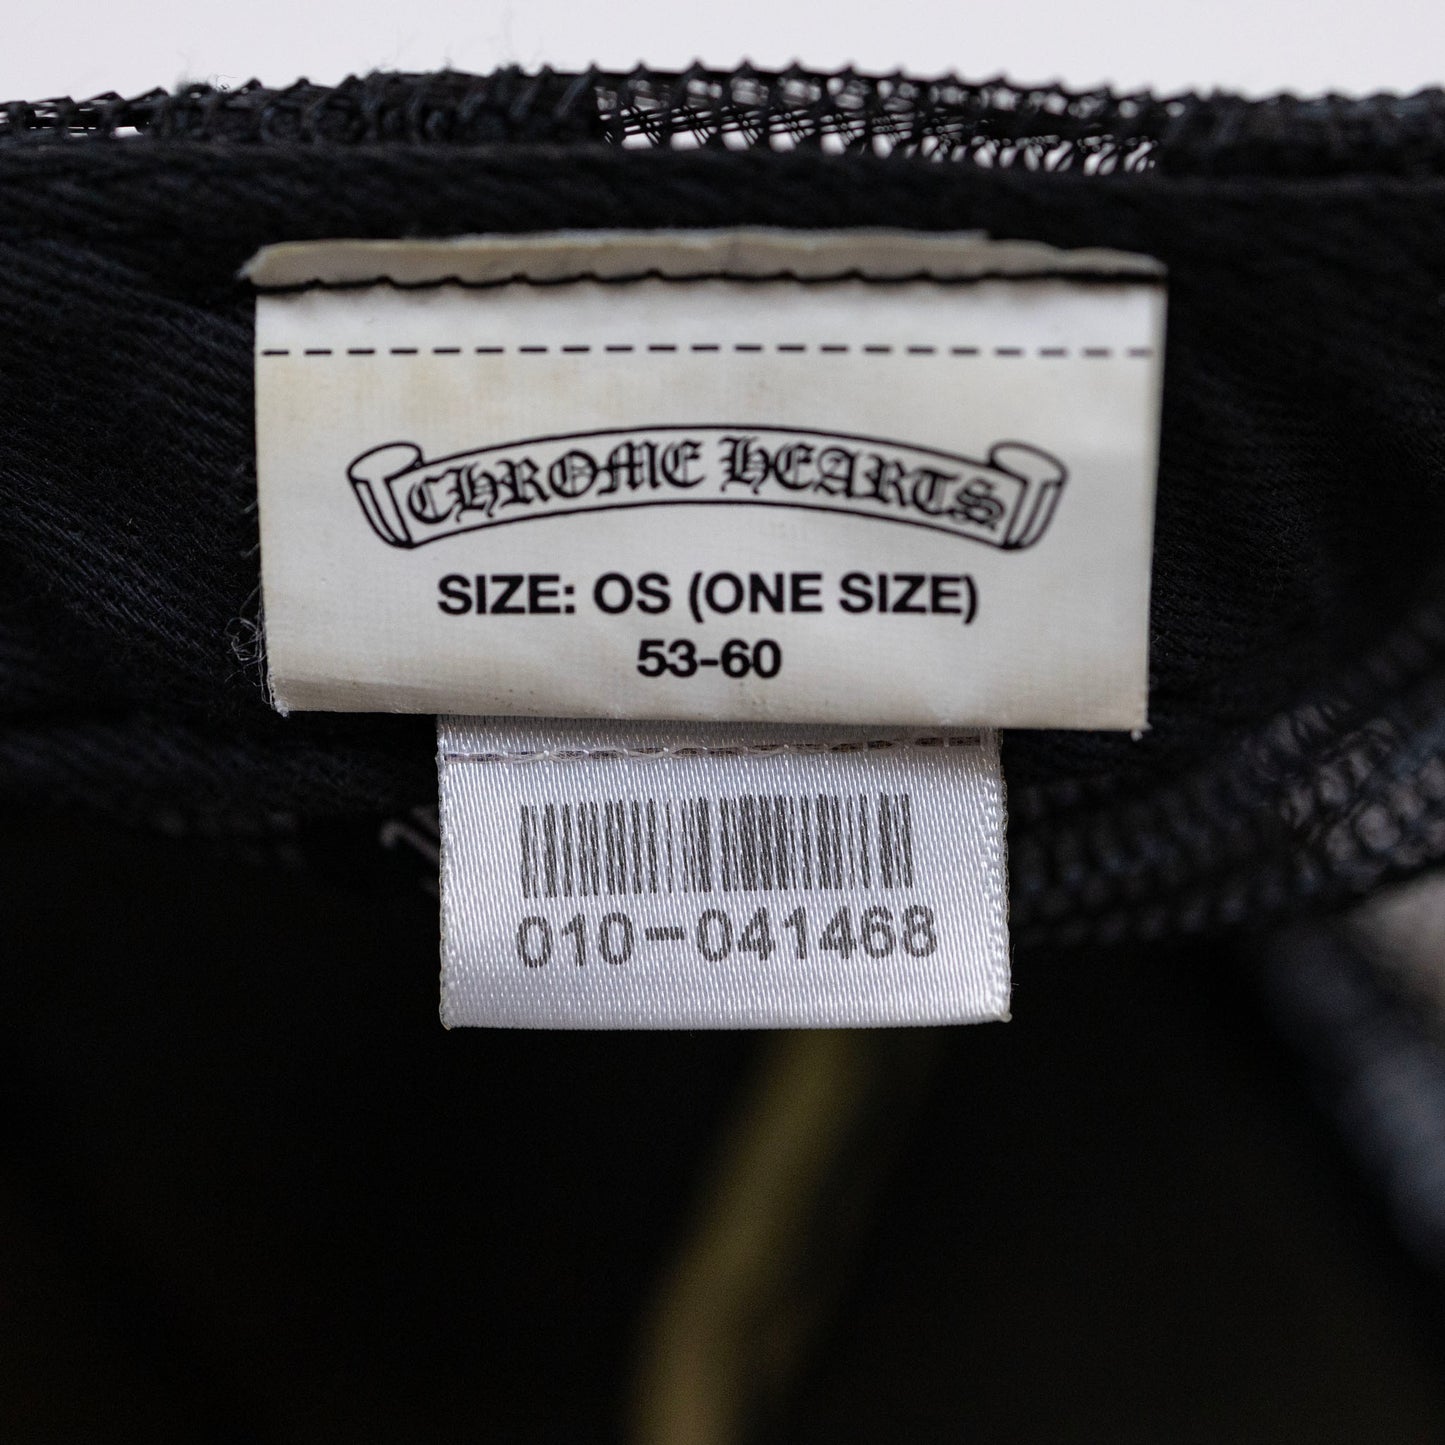 CHROME HEARTS
SIZE: OS (ONE SIZE)
53-60
010-041468